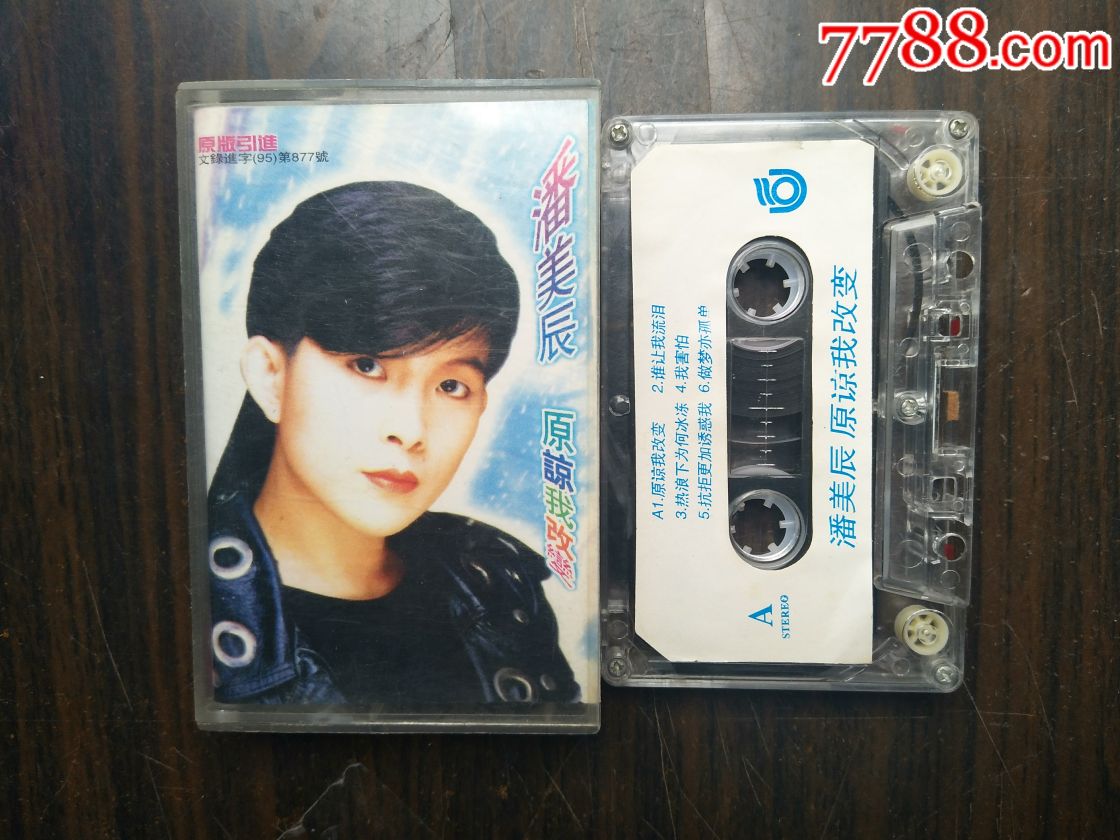 7788.com
原版引進
文錄進字(95)第877號
潘美辰
原諒我改變
A1.原谅我改变 2.谁让我流泪
3.热浪下为何冰冻 4.我害怕
5.抗拒更加诱惑我 6.做梦亦孤单
潘美辰 原谅我改变
A
STEREO